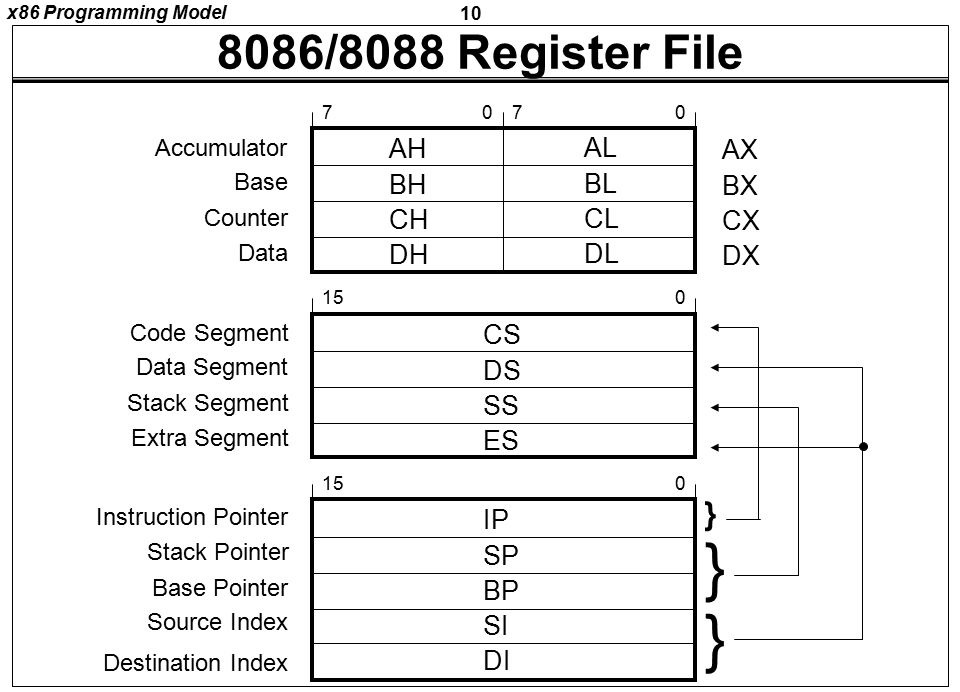 x86 Programming Model 10
8086/8088 Register File
7 0 7 0
Accumulator AH AL AX
Base BH BL BX
Counter CH CL CX
Data DH DL DX
15 0
Code Segment CS
Data Segment DS
Stack Segment SS
Extra Segment ES
15 0
Instruction Pointer IP }
Stack Pointer SP
Base Pointer BP
Source Index SI
Destination Index DI